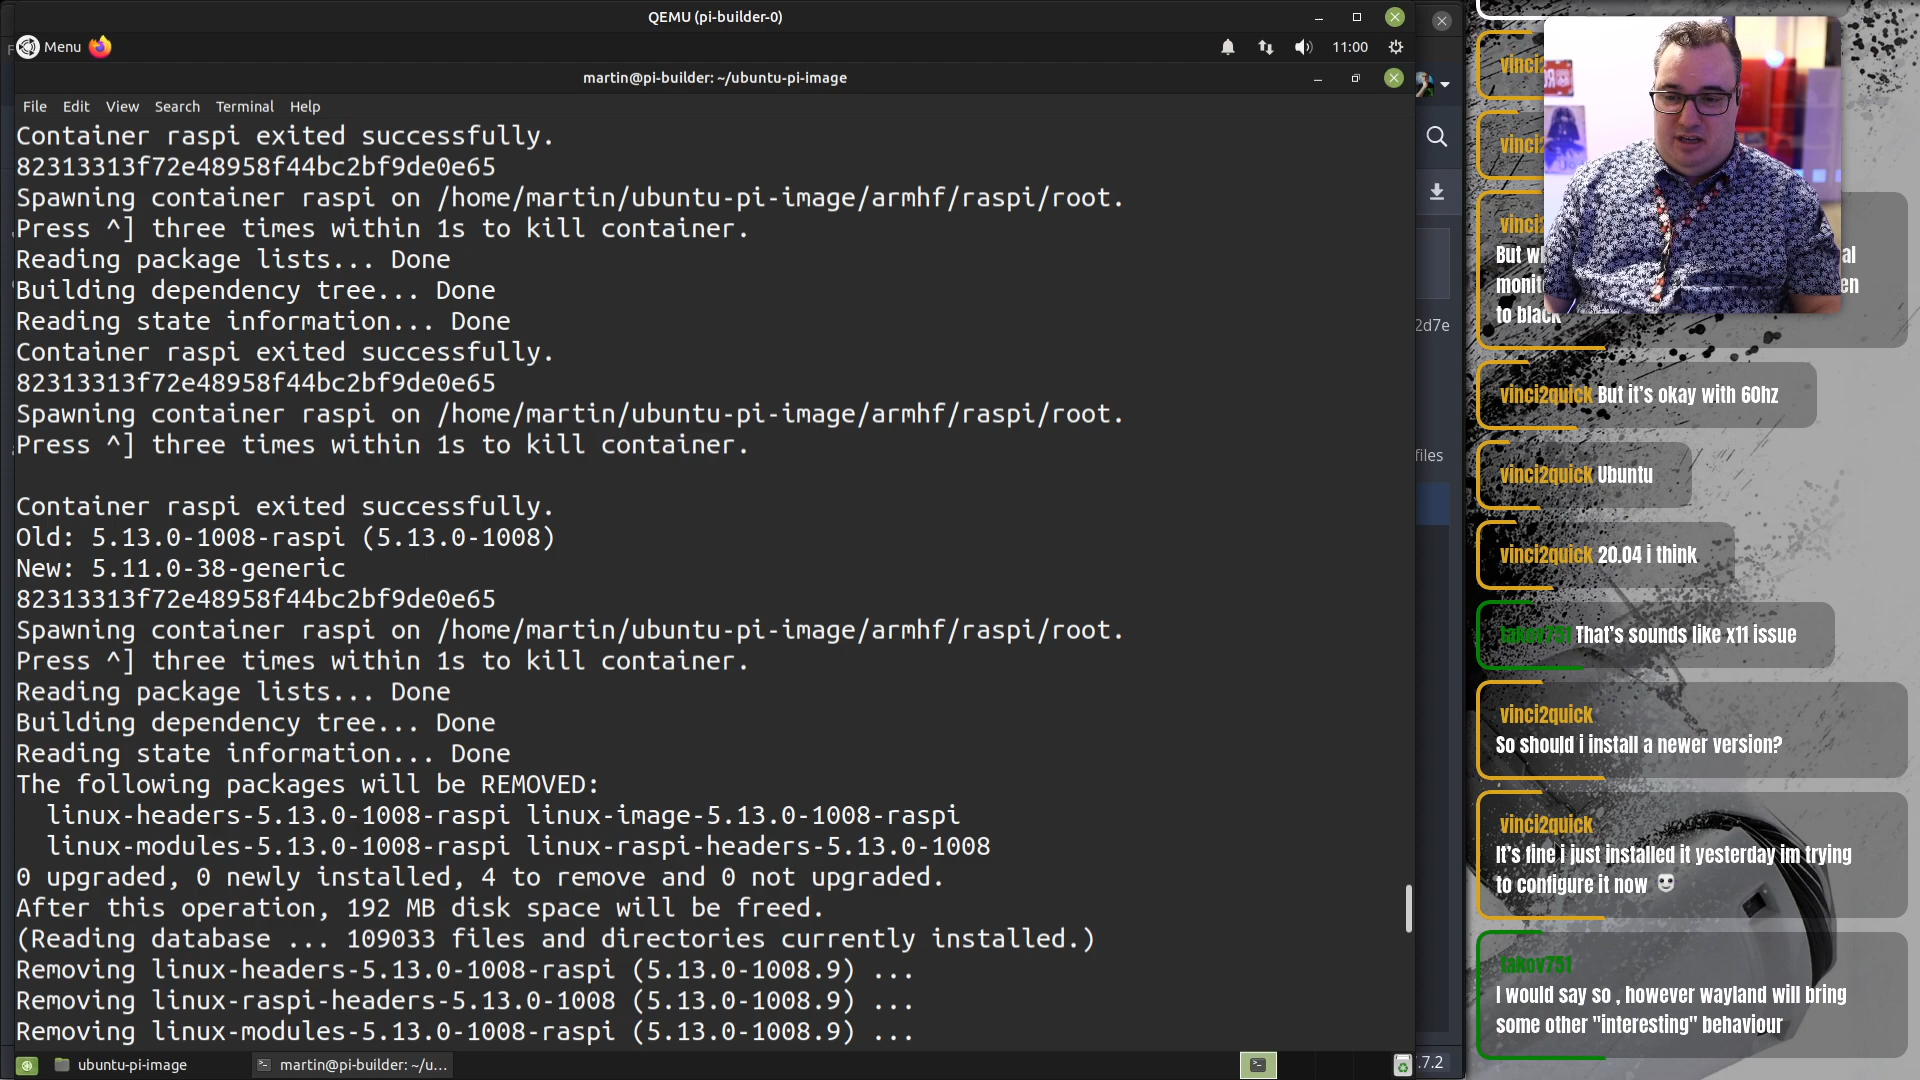 QEMU (pi-builder-0)
Menu
11:00
martin@pi-builder: ~/ubuntu-pi-image
File Edit View Search Terminal Help
Container raspi exited successfully.
82313313f72e48958f44bc2bf9de0e65
Spawning container raspi on /home/martin/ubuntu-pi-image/armhf/raspi/root.
Press ^] three times within 1s to kill container.
Reading package lists... Done
Building dependency tree... Done
Reading state information... Done
Container raspi exited successfully.
82313313f72e48958f44bc2bf9de0e65
Spawning container raspi on /home/martin/ubuntu-pi-image/armhf/raspi/root.
Press ^] three times within 1s to kill container.
Container raspi exited successfully.
Old: 5.13.0-1008-raspi (5.13.0-1008)
New: 5.11.0-38-generic
82313313f72e48958f44bc2bf9de0e65
Spawning container raspi on /home/martin/ubuntu-pi-image/armhf/raspi/root.
Press ^] three times within 1s to kill container.
Reading package lists... Done
Building dependency tree... Done
Reading state information... Done
The following packages will be REMOVED:
linux-headers-5.13.0-1008-raspi linux-image-5.13.0-1008-raspi
linux-modules-5.13.0-1008-raspi linux-raspi-headers-5.13.0-1008
0 upgraded, 0 newly installed, 4 to remove and 0 not upgraded.
After this operation, 192 MB disk space will be freed.
(Reading database ... 109033 files and directories currently installed.)
Removing linux-headers-5.13.0-1008-raspi (5.13.0-1008.9) ...
Removing linux-raspi-headers-5.13.0-1008 (5.13.0-1008.9) ...
Removing linux-modules-5.13.0-1008-raspi (5.13.0-1008.9) ...
ubuntu-pi-image
martin@pi-builder: ~/u...
2d7e
files
.7.2
vinci
vinci
vinci
But
al
en
to black
vinci2quick But it's okay with 60hz
vinci2quick Ubuntu
vinci2quick 20.04 i think
takov751 That's sounds like x11 issue
vinci2quick
So should i install a newer version?
vinci2quick
It's fine i just installed it yesterday im trying
to configure it now
takov751
I would say so , however wayland will bring
some other "interesting" behaviour